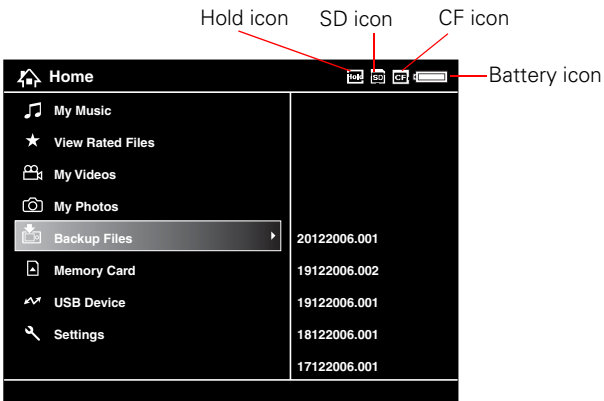 Hold icon SD icon CF icon
Home Hold SD CF Battery icon
My Music
View Rated Files
My Videos
My Photos
Backup Files 20122006.001
Memory Card 19122006.002
USB Device 19122006.001
Settings 18122006.001
17122006.001